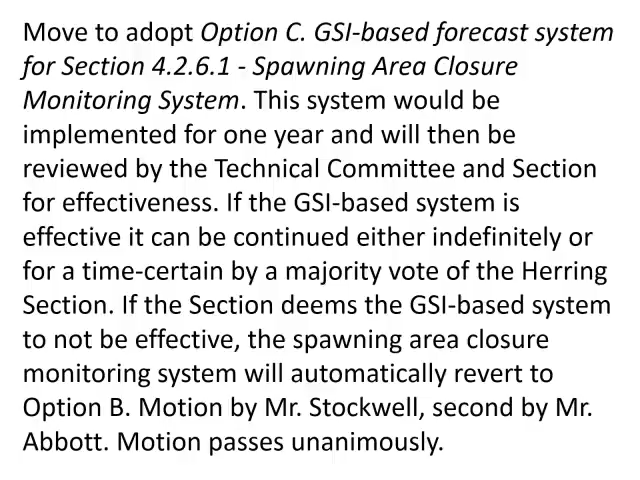 Move to adopt Option C. GSI-based forecast system
for Section 4.2.6.1 - Spawning Area Closure
Monitoring System. This system would be
implemented for one year and will then be
reviewed by the Technical Committee and Section
for effectiveness. If the GSI-based system is
effective it can be continued either indefinitely or
for a time-certain by a majority vote of the Herring
Section. If the Section deems the GSI-based system
to not be effective, the spawning area closure
monitoring system will automatically revert to
Option B. Motion by Mr. Stockwell, second by Mr.
Abbott. Motion passes unanimously.